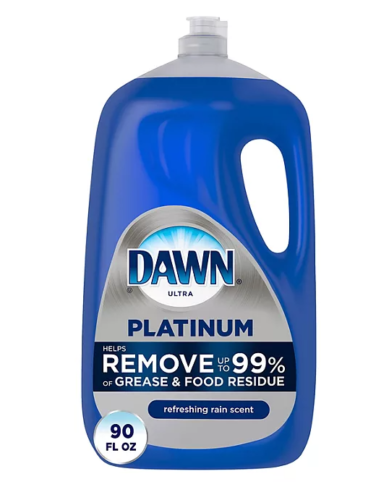 DAWN
ULTRA
PLATINUM
HELPS
REMOVE UP TO 99%
OF GREASE & FOOD RESIDUE
refreshing rain scent
90
FL OZ